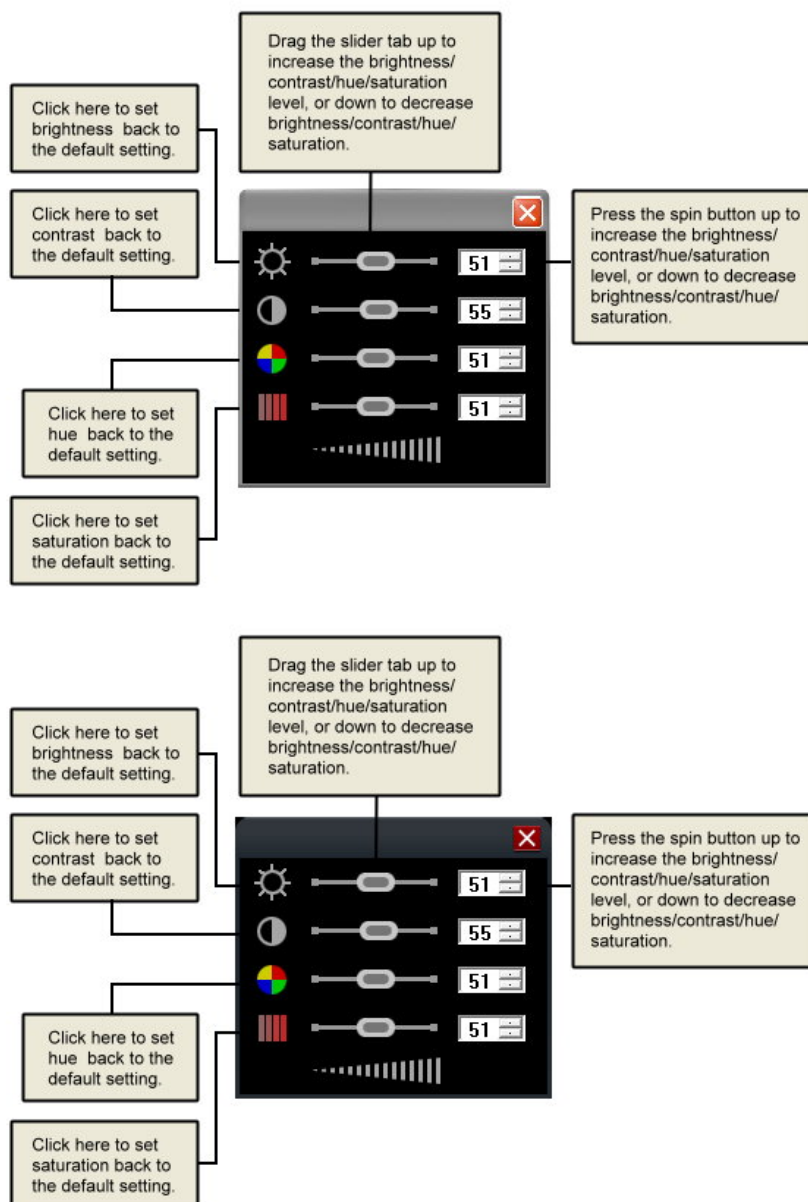 Drag the slider tab up to
increase the brightness/
contrast/hue/saturation
level, or down to decrease
brightness/contrast/hue/
saturation.
Click here to set
brightness back to
the default setting.
Click here to set
contrast back to
the default setting.
Press the spin button up to
increase the brightness/
contrast/hue/saturation
level, or down to decrease
brightness/contrast/hue/
saturation.
51
55
51
51
Click here to set
hue back to the
default setting.
Click here to set
saturation back to
the default setting.
Drag the slider tab up to
increase the brightness/
contrast/hue/saturation
level, or down to decrease
brightness/contrast/hue/
saturation.
Click here to set
brightness back to
the default setting.
Click here to set
contrast back to
the default setting.
Press the spin button up to
increase the brightness/
contrast/hue/saturation
level, or down to decrease
brightness/contrast/hue/
saturation.
51
55
51
51
Click here to set
hue back to the
default setting.
Click here to set
saturation back to
the default setting.